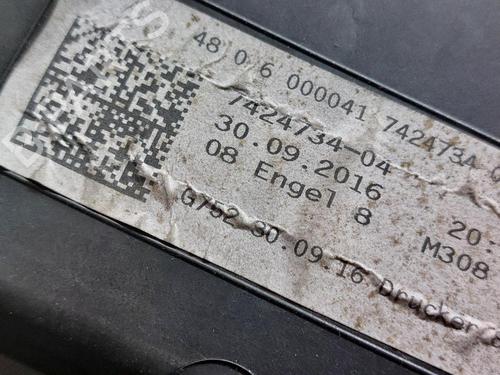 48 0 6 000041 7424734
7424734-04
30.09.2016 20.
08 Engel 8 M308
G752 30.09.16 Drucker